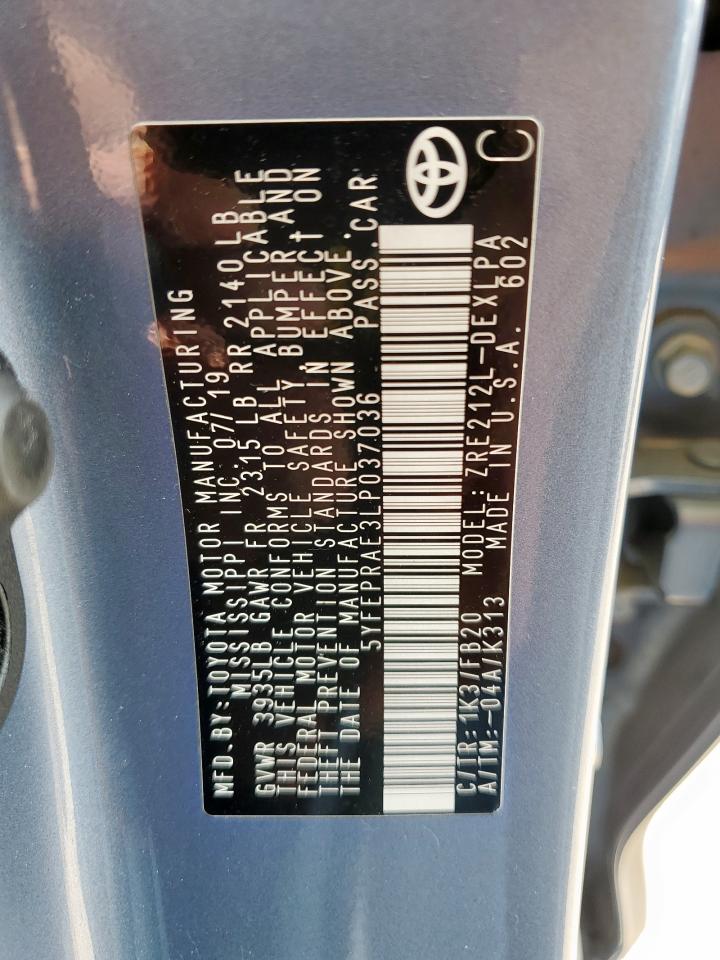 MFD.BY:TOYOTA MOTOR MANUFACTURING
MISSISSIPPI INC: 07/19
GVWR 3935LB GAWR FR 2315 LB RR 2140LB
THIS VEHICLE CONFORMS TO ALL APPLICABLE
FEDERAL MOTOR VEHICLE SAFETY BUMPER AND
THEFT PREVENTION STANDARDS IN EFFECT ON
THE DATE OF MANUFACTURE SHOWN ABOVE.
5YFEPRAE3LP037036 PASS.CAR
C/TR:1K3/FB20 MODEL:ZRE212L-DEXLPA
A/TM:-04A/K313 MADE IN U.S.A. 602
C